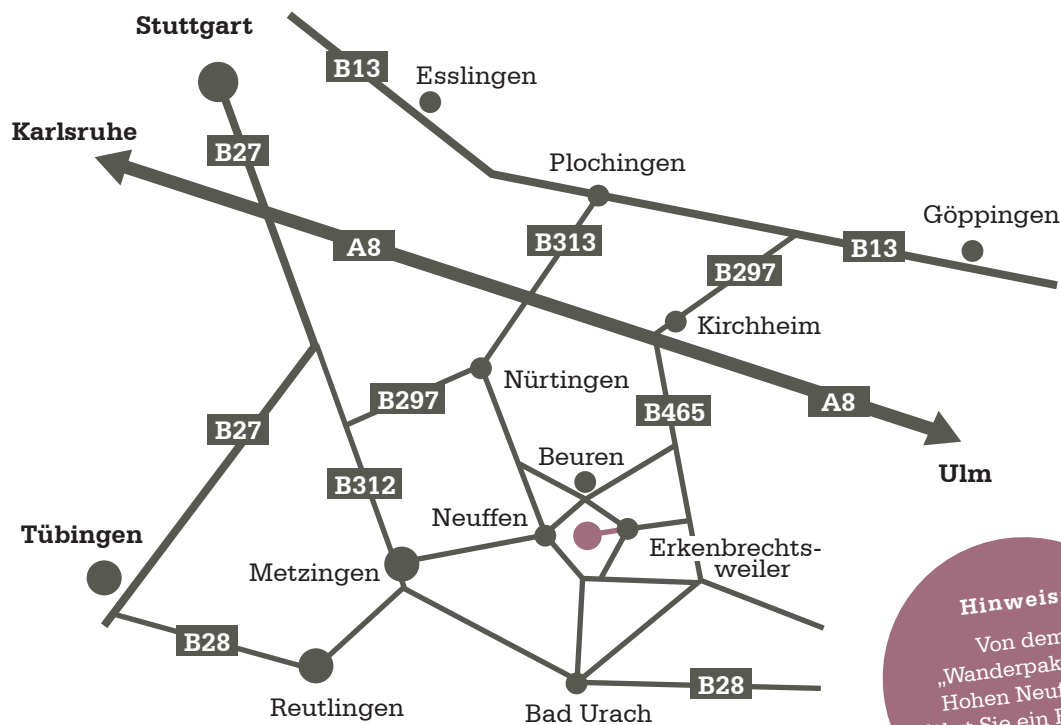 Stuttgart
B13
Esslingen
Karlsruhe
B27
Plochingen
Göppingen
B313
A8
B13
B297
Kirchheim
Nürtingen
B297
A8
B465
B27
Beuren
Ulm
B312
Neuffen
Tübingen
Erkenbrechts-
weiler
Metzingen
Hinweis
Von dem
„Wanderpak
Hohen Neuf
B28
B28
Reutlingen
Bad Urach